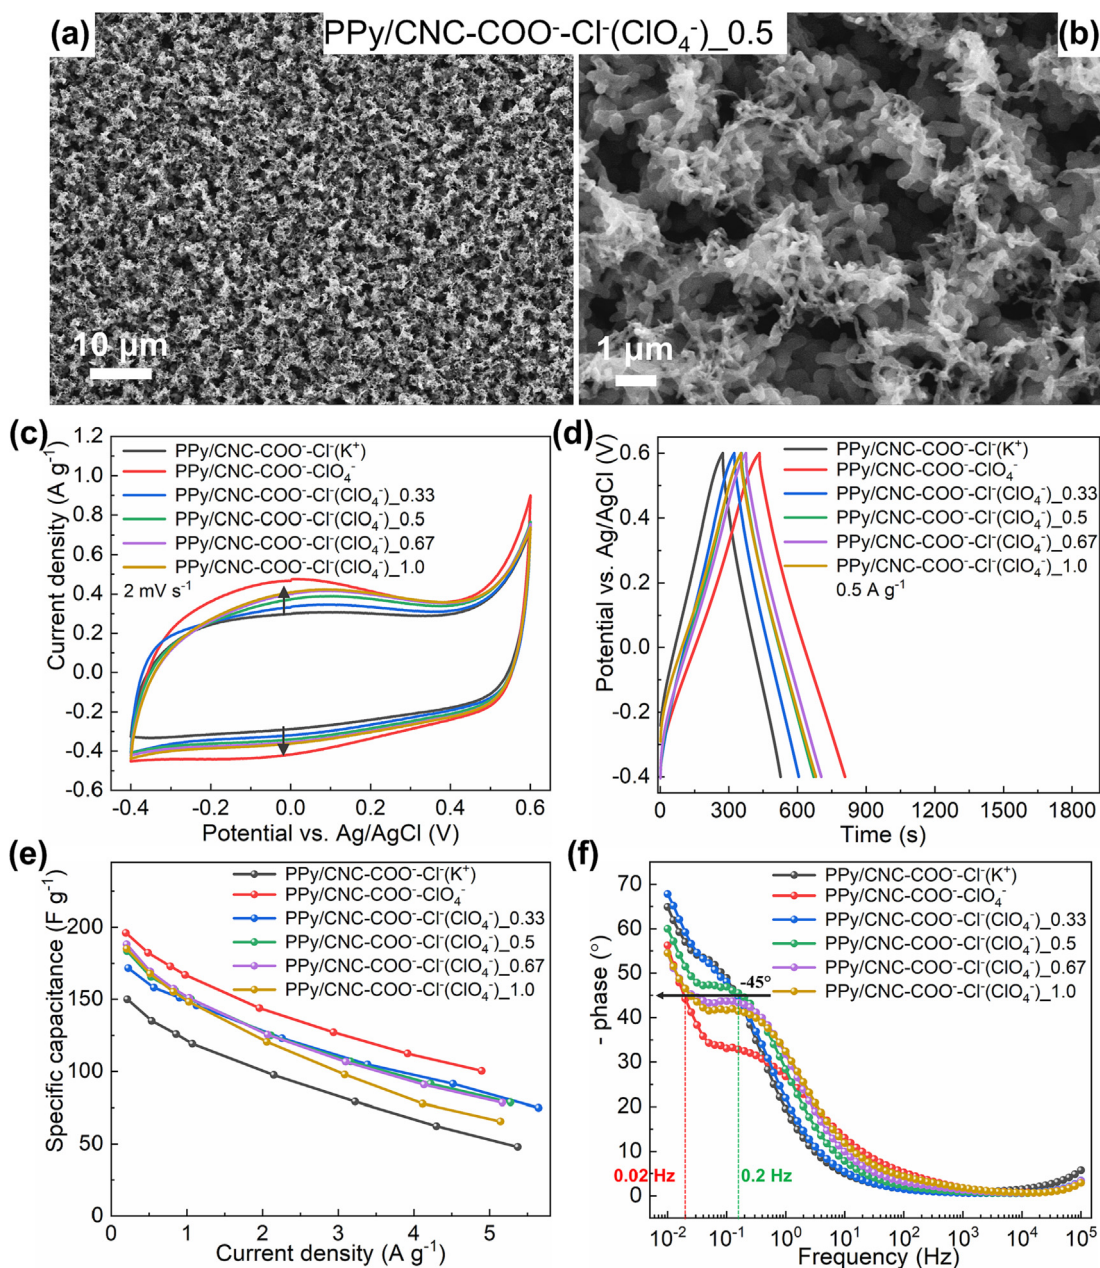 (a)
PPy/CNC-COO⁻-Cl⁻(ClO₄⁻)_0.5
(b)
10 μm
1 μm
(c)
PPy/CNC-COO⁻-Cl⁻(K⁺)
PPy/CNC-COO⁻-ClO₄⁻
PPy/CNC-COO⁻-Cl⁻(ClO₄⁻)_0.33
PPy/CNC-COO⁻-Cl⁻(ClO₄⁻)_0.5
PPy/CNC-COO⁻-Cl⁻(ClO₄⁻)_0.67
PPy/CNC-COO⁻-Cl⁻(ClO₄⁻)_1.0
2 mV s⁻¹
Current density (A g⁻¹)
1.2
1.0
0.8
0.6
0.4
0.2
0.0
-0.2
-0.4
-0.6
-0.4 -0.2 0.0 0.2 0.4 0.6
Potential vs. Ag/AgCl (V)
(d)
PPy/CNC-COO⁻-Cl⁻(K⁺)
PPy/CNC-COO⁻-ClO₄⁻
PPy/CNC-COO⁻-Cl⁻(ClO₄⁻)_0.33
PPy/CNC-COO⁻-Cl⁻(ClO₄⁻)_0.5
PPy/CNC-COO⁻-Cl⁻(ClO₄⁻)_0.67
PPy/CNC-COO⁻-Cl⁻(ClO₄⁻)_1.0
0.5 A g⁻¹
Potential vs. Ag/AgCl (V)
0.6
0.4
0.2
0.0
-0.2
-0.4
0 300 600 900 1200 1500 1800
Time (s)
(e)
PPy/CNC-COO⁻-Cl⁻(K⁺)
PPy/CNC-COO⁻-ClO₄⁻
PPy/CNC-COO⁻-Cl⁻(ClO₄⁻)_0.33
PPy/CNC-COO⁻-Cl⁻(ClO₄⁻)_0.5
PPy/CNC-COO⁻-Cl⁻(ClO₄⁻)_0.67
PPy/CNC-COO⁻-Cl⁻(ClO₄⁻)_1.0
Specific capacitance (F g⁻¹)
200
150
100
50
0
0 1 2 3 4 5
Current density (A g⁻¹)
(f)
PPy/CNC-COO⁻-Cl⁻(K⁺)
PPy/CNC-COO⁻-ClO₄⁻
PPy/CNC-COO⁻-Cl⁻(ClO₄⁻)_0.33
PPy/CNC-COO⁻-Cl⁻(ClO₄⁻)_0.5
PPy/CNC-COO⁻-Cl⁻(ClO₄⁻)_0.67
PPy/CNC-COO⁻-Cl⁻(ClO₄⁻)_1.0
-45°
- phase (°)
70
60
50
40
30
20
10
0
0.02 Hz
0.2 Hz
10⁻² 10⁻¹ 10⁰ 10¹ 10² 10³ 10⁴ 10⁵
Frequency (Hz)